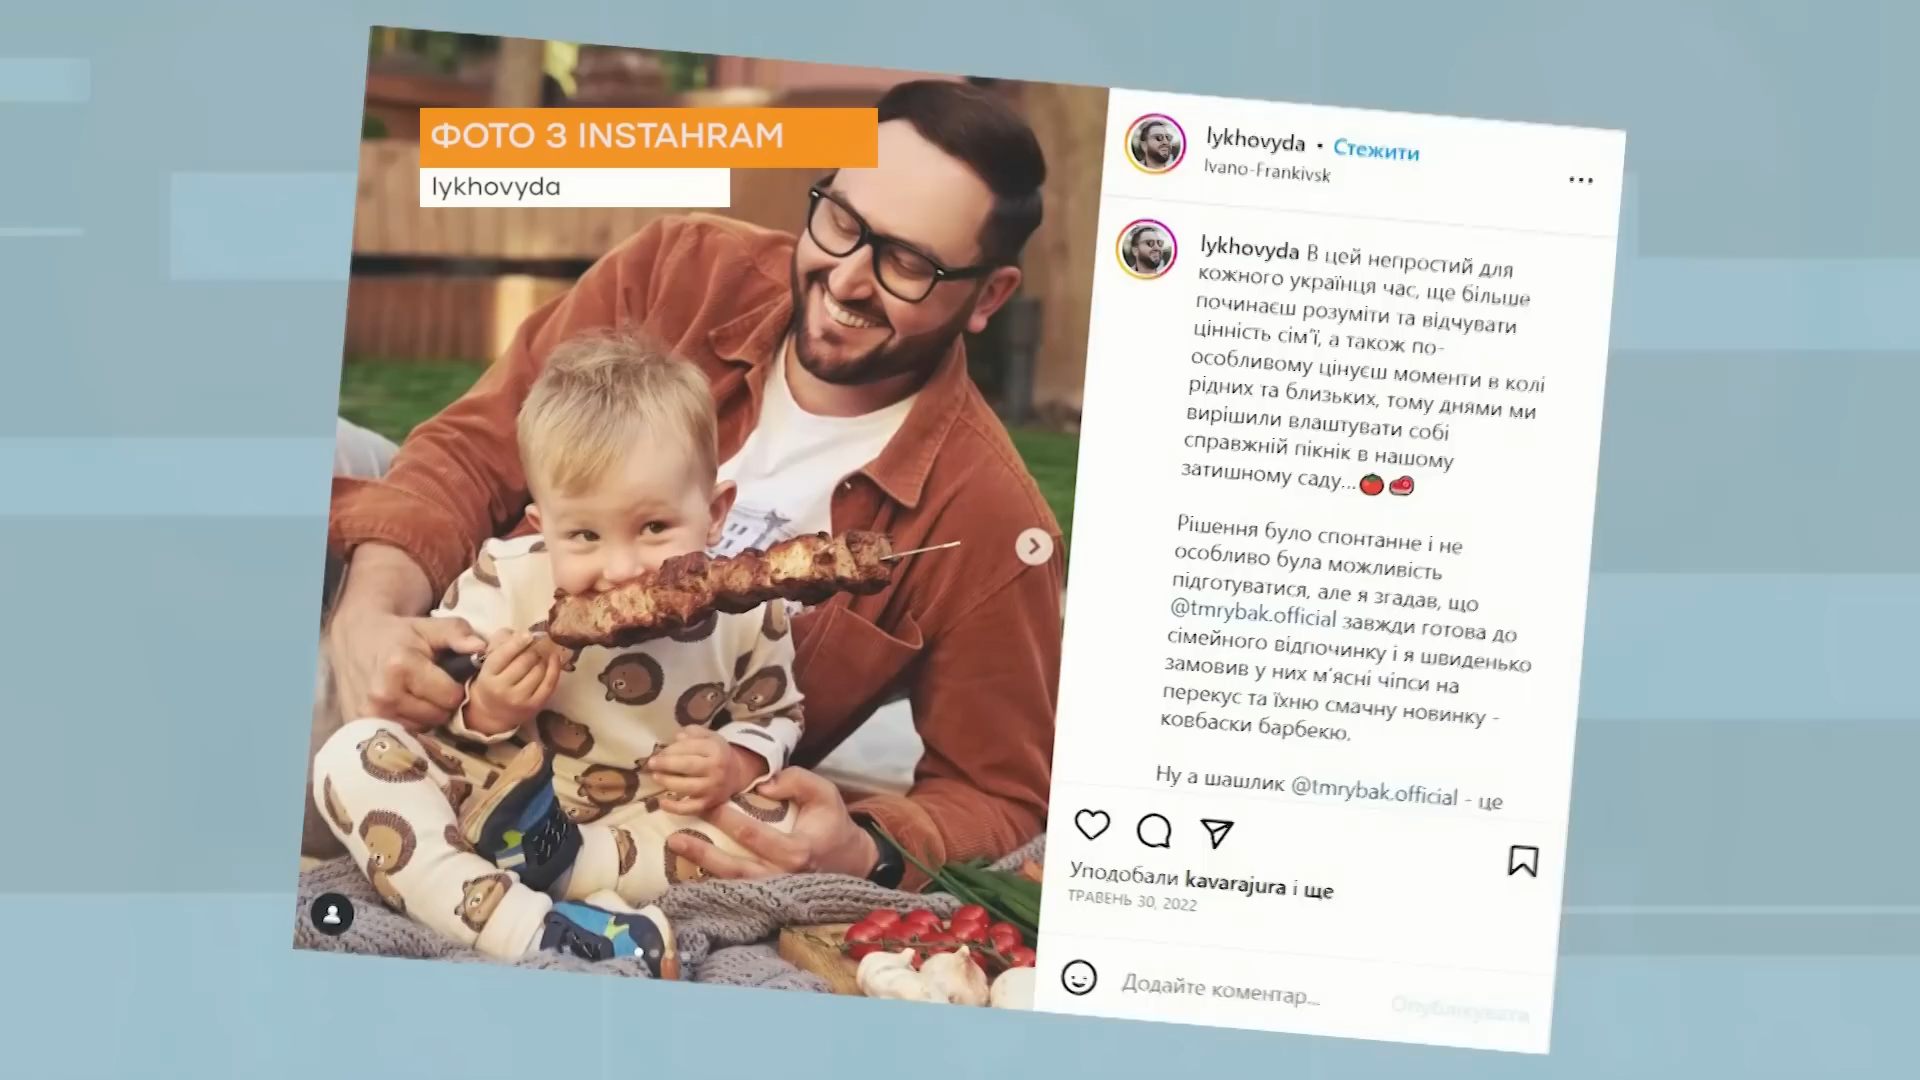 ФОТО З INSTAHRAM
lykhovyda
lykhovyda • Стежити
Ivano-Frankivsk
lykhovyda В цей непростий для
кожного українця час, ще більше
починаєш розуміти та відчувати
цінність сім'ї, а також по-
особливому цінуєш моменти в колі
рідних та близьких, тому днями ми
вирішили влаштувати собі
справжній пікнік в нашому
затишному саду...🍅🥩
Рішення було спонтанне і не
особливо була можливість
підготуватися, але я згадав, що
@tmrybak.official завжди готова до
сімейного відпочинку і я швиденько
замовив у них м'ясні чіпси на
перекус та їхню смачну новинку -
ковбаски барбекю.
Ну а шашлик @tmrybak.official - це
Уподобали kavarajura і ще
ТРАВЕНЬ 30, 2022
Додайте коментар...
Опублікувати